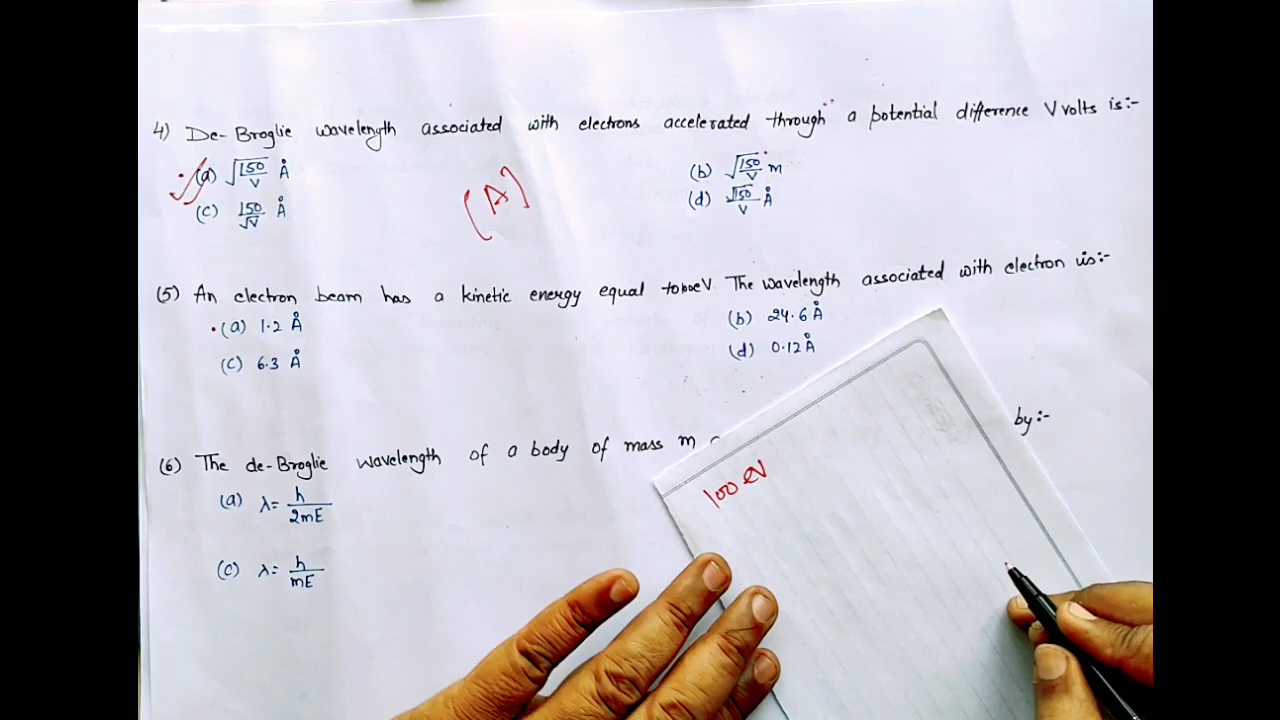 4) De-Broglie wavelength associated with electrons accelerated through a potential difference V volts is:-
(a) √150/V Å (b) √150/V m
(c) 150/√V Å (d) √150/V Å
(A)
(5) An electron beam has a kinetic energy equal to 100eV. The wavelength associated with electron is:-
(a) 1.2 Å (b) 24.6 Å
(c) 6.3 Å (d) 0.12 Å
(6) The de-Broglie wavelength of a body of mass m by:-
(a) λ= h/2mE
(c) λ= h/mE
100 eV